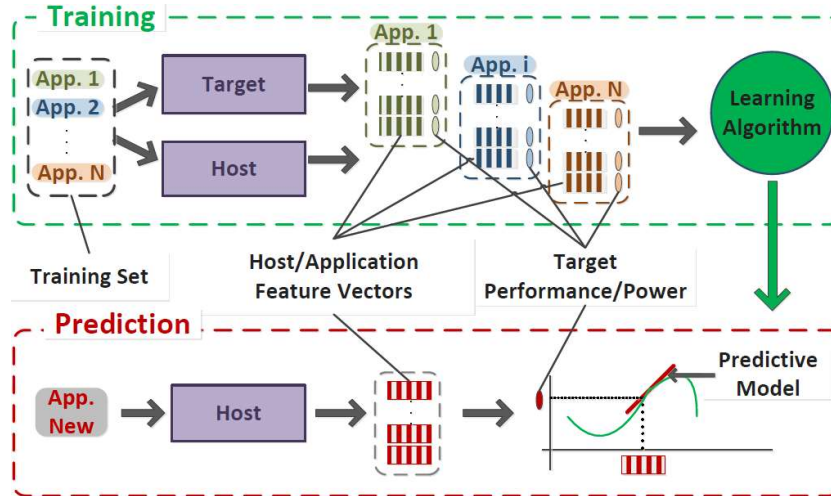 Training
App. 1
App. 2
App. N
Target
Host
App. 1
App. i
App. N
Learning
Algorithm
Training Set
Host/Application
Feature Vectors
Target
Performance/Power
Prediction
App.
New
Host
Predictive
Model